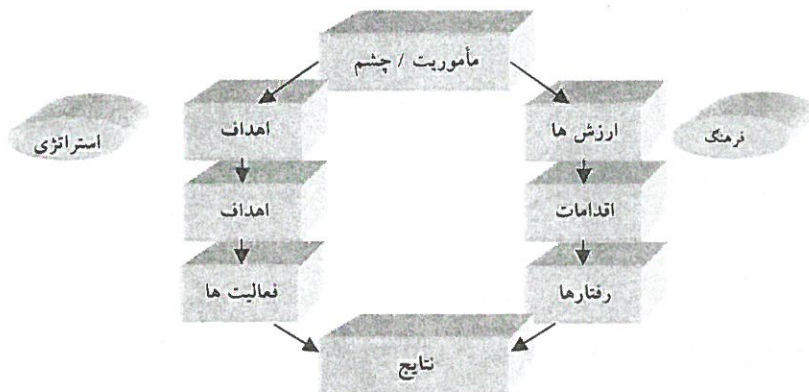 مأموریت / چشم
ارزش ها
اهداف
فرهنگ
استراتژی
اقدامات
اهداف
رفتارها
فعالیت ها
نتایج